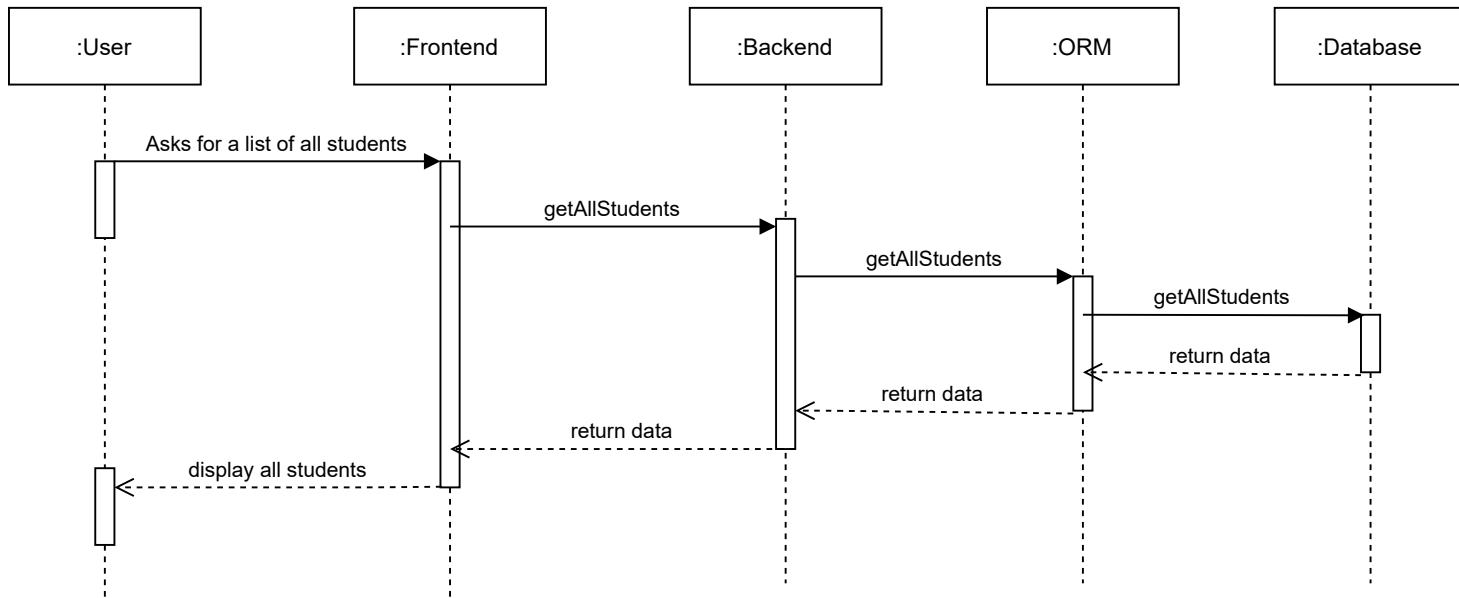 :User
:Frontend
:Backend
:ORM
:Database
Asks for a list of all students
getAllStudents
getAllStudents
getAllStudents
return data
return data
return data
display all students